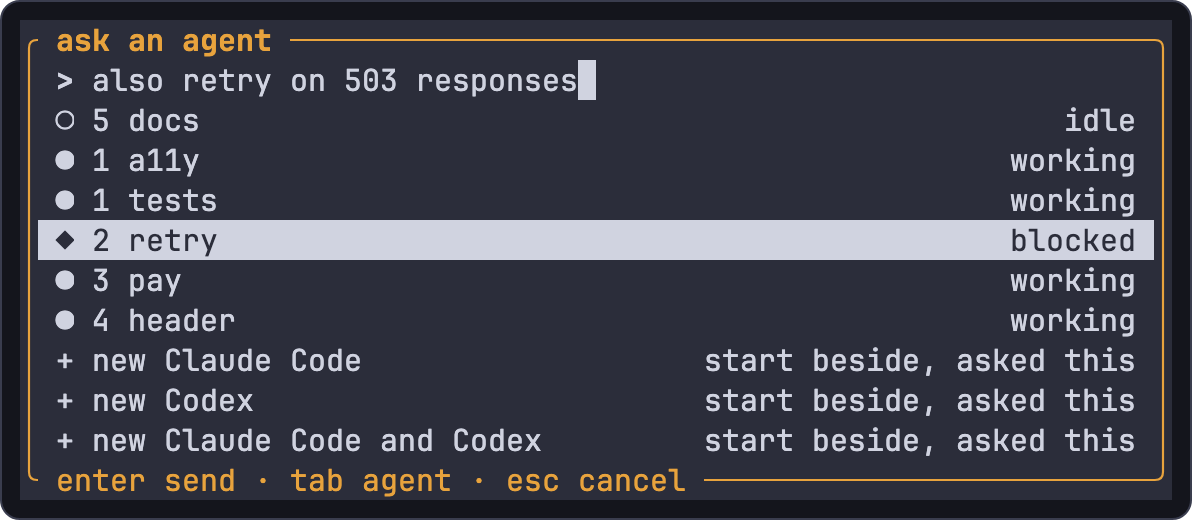 ask an agent
> also retry on 503 responses
○ 5 docs idle
● 1 a11y working
● 1 tests working
◆ 2 retry blocked
● 3 pay working
● 4 header working
+ new Claude Code start beside, asked this
+ new Codex start beside, asked this
+ new Claude Code and Codex start beside, asked this
enter send · tab agent · esc cancel